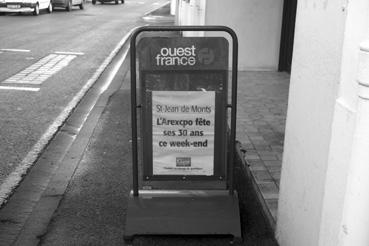 ouest
france
St-Jean de Monts
L'Arexcpo fête
ses 30 ans
ce week-end